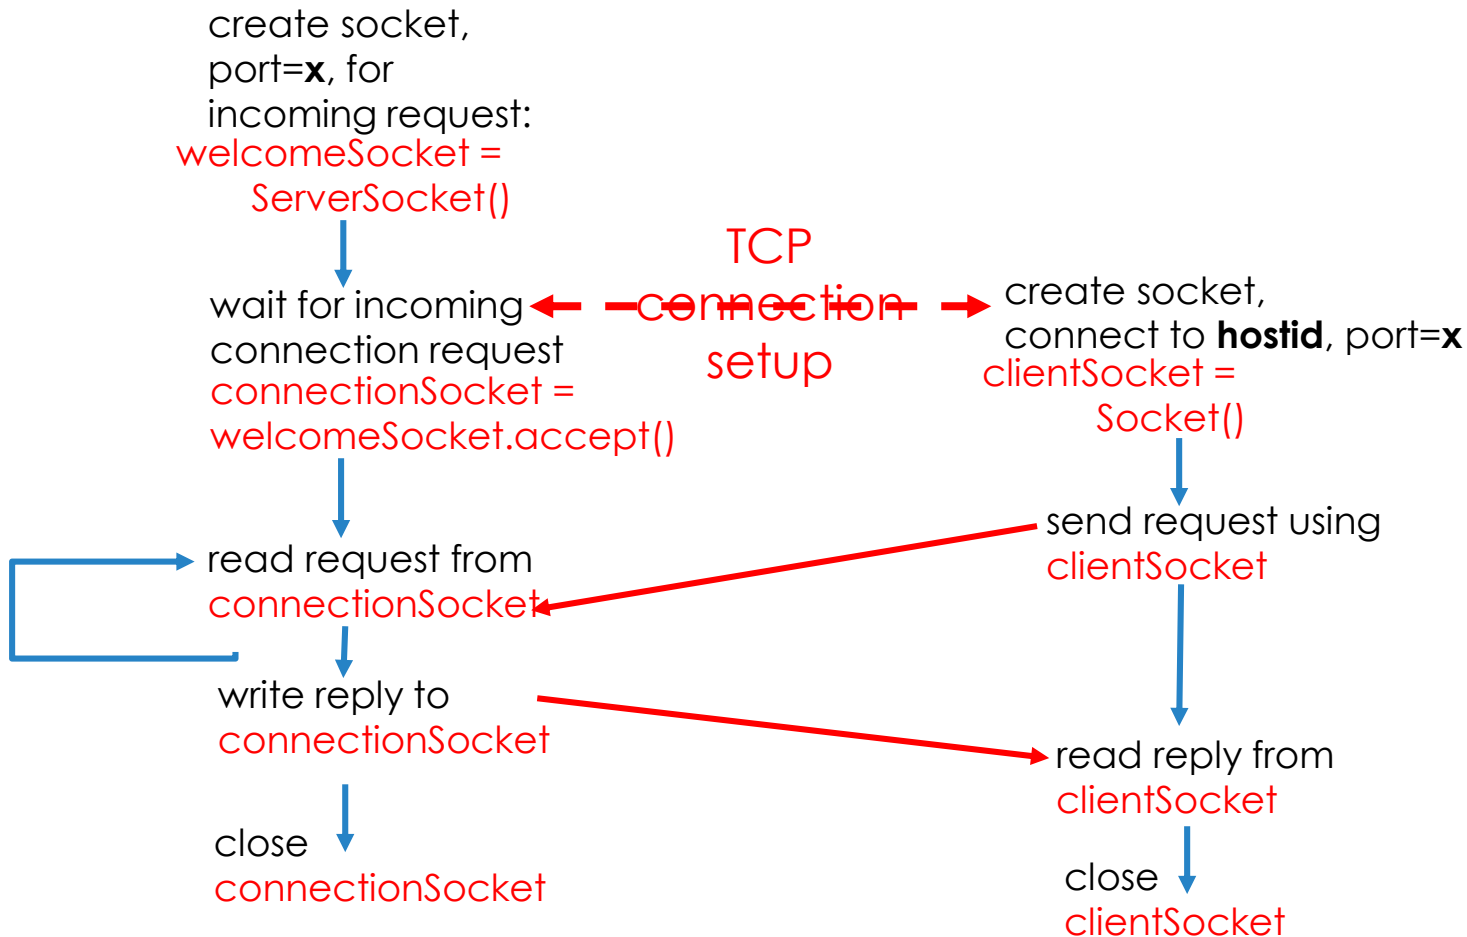 create socket,
port=x, for
incoming request:
welcomeSocket =
ServerSocket()
wait for incoming
connection request
connectionSocket =
welcomeSocket.accept()
TCP
connection
setup
create socket,
connect to hostid, port=x
clientSocket =
Socket()
send request using
clientSocket
read request from
connectionSocket
write reply to
connectionSocket
read reply from
clientSocket
close
connectionSocket
close
clientSocket